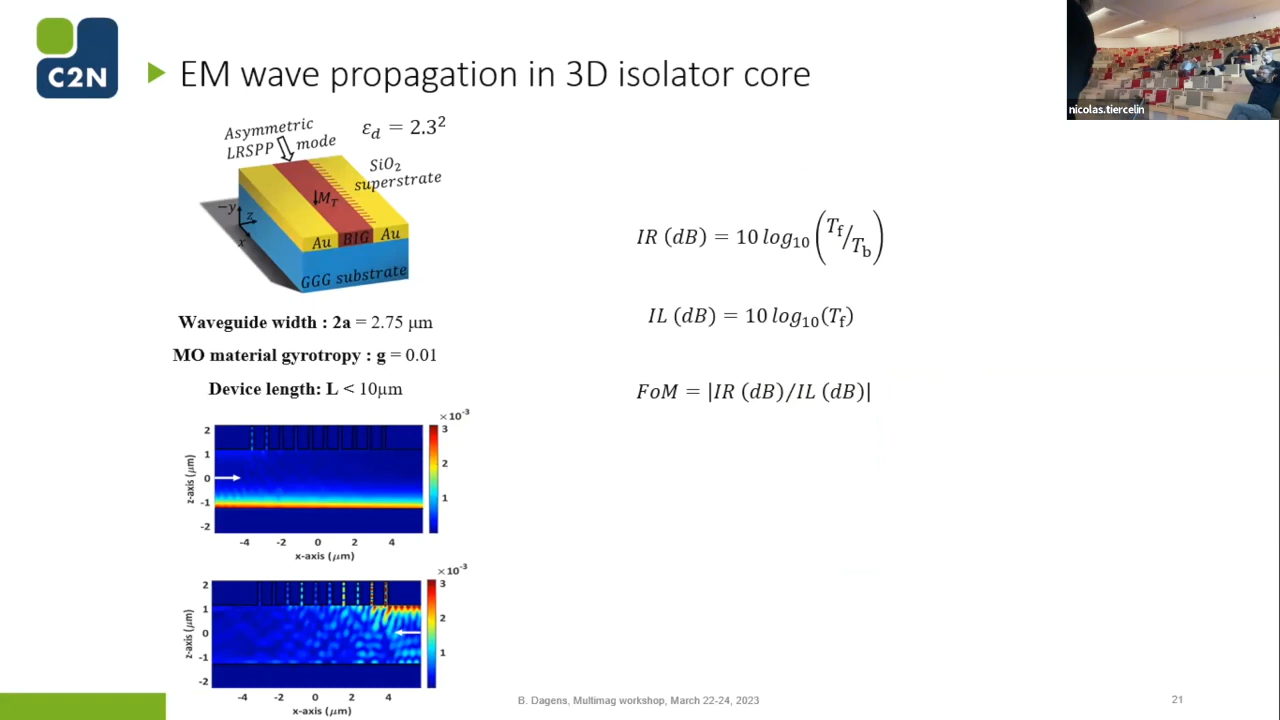 C2N
EM wave propagation in 3D isolator core
nicolas.tiercelin
Asymmetric
LRSPP mode
ε_d = 2.3²
SiO₂
superstrate
M_T
−y
z
x
Au BIG Au
GGG substrate
Waveguide width : 2a = 2.75 µm
MO material gyrotropy : g = 0.01
Device length: L < 10µm
IR (dB) = 10 log₁₀ (T_f/T_b)
IL (dB) = 10 log₁₀(T_f)
FoM = |IR (dB)/IL (dB)|
×10⁻³
2
1
0
-1
-2
z-axis (μm)
3
2
1
-4 -2 0 2 4
x-axis (μm)
×10⁻³
2
1
0
-1
-2
z-axis (μm)
3
2
1
-4 -2 0 2 4
x-axis (μm)
B. Dagens, Multimag workshop, March 22-24, 2023
21